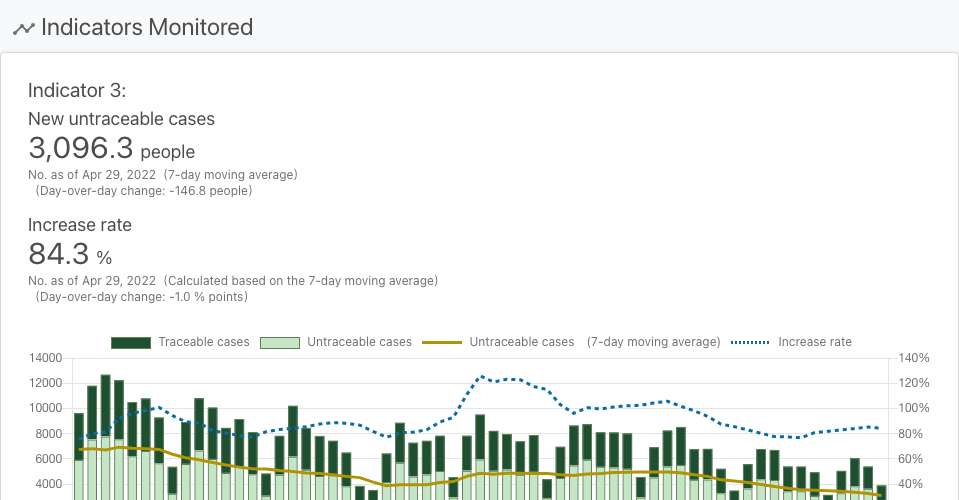 Indicators Monitored
Indicator 3:
New untraceable cases
3,096.3 people
No. as of Apr 29, 2022 (7-day moving average)
(Day-over-day change: -146.8 people)
Increase rate
84.3 %
No. as of Apr 29, 2022 (Calculated based on the 7-day moving average)
(Day-over-day change: -1.0 % points)
Traceable cases Untraceable cases Untraceable cases (7-day moving average) Increase rate
14000 140%
12000 120%
10000 100%
8000 80%
6000 60%
4000 40%